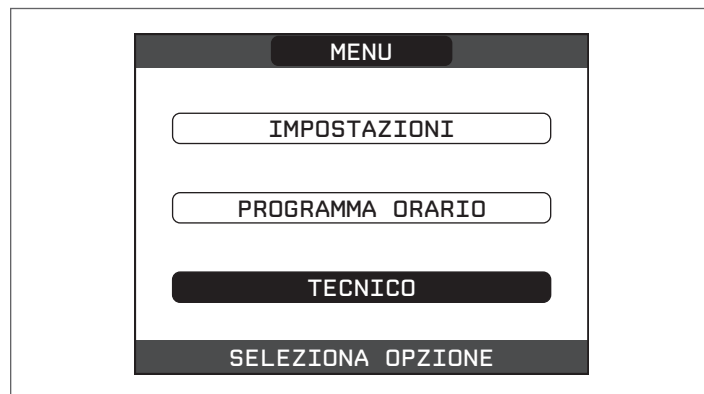 MENU
IMPOSTAZIONI
PROGRAMMA ORARIO
TECNICO
SELEZIONA OPZIONE